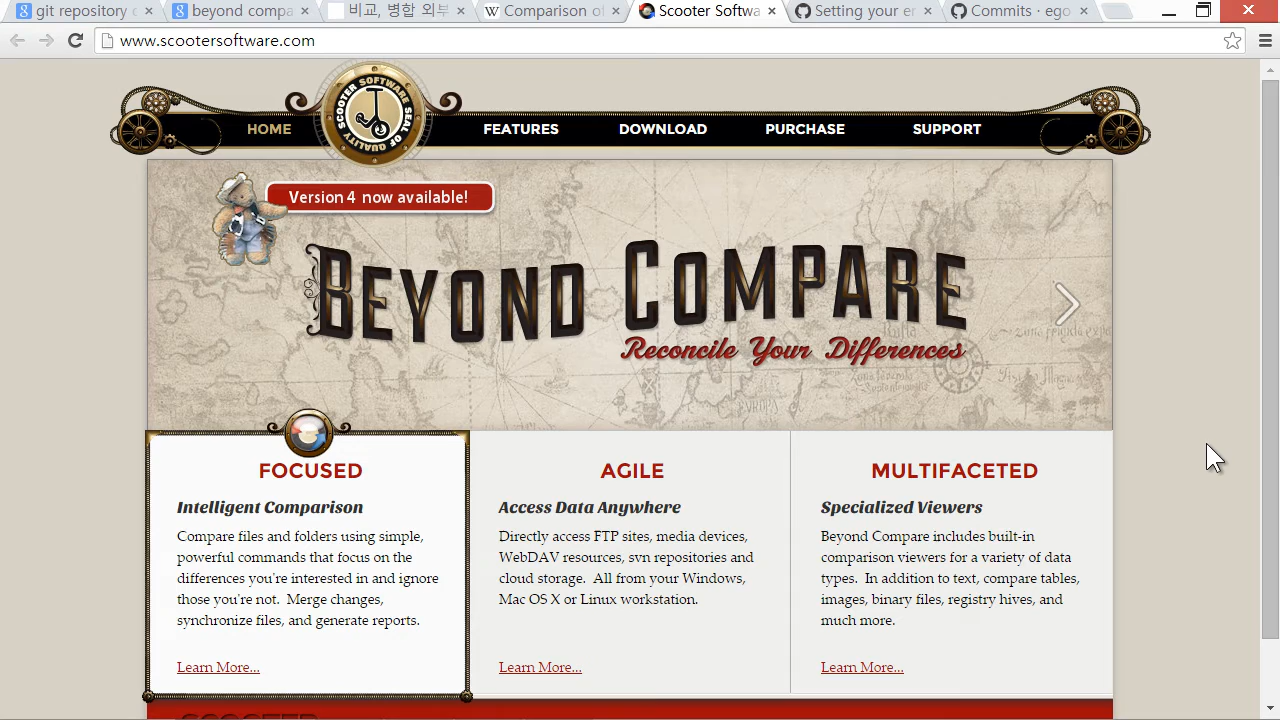 git repository c
beyond compa
비교, 병합 외부
Comparison of
Scooter Softwa
Setting your er
Commits · ego
www.scootersoftware.com
SCOOTER SOFTWARE SEAL OF QUALITY
HOME
FEATURES
DOWNLOAD
PURCHASE
SUPPORT
Version 4 now available!
BEYOND COMPARE
Reconcile Your Differences
FOCUSED
Intelligent Comparison
Compare files and folders using simple,
powerful commands that focus on the
differences you're interested in and ignore
those you're not. Merge changes,
synchronize files, and generate reports.
Learn More...
AGILE
Access Data Anywhere
Directly access FTP sites, media devices,
WebDAV resources, svn repositories and
cloud storage. All from your Windows,
Mac OS X or Linux workstation.
Learn More...
MULTIFACETED
Specialized Viewers
Beyond Compare includes built-in
comparison viewers for a variety of data
types. In addition to text, compare tables,
images, binary files, registry hives, and
much more.
Learn More...
SCOOTER